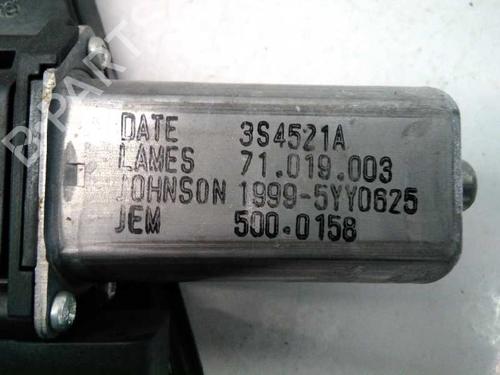 DATE 3S4521A
LAMES 71.019.003
JOHNSON 1999-5YY0625
JEM 500.0158